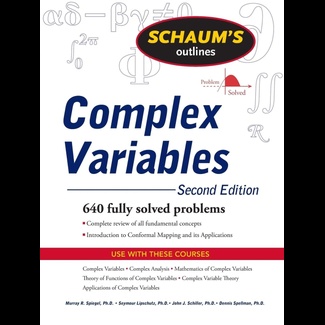 α-β γ≠θ
SCHAUM'S
outlines
Problem
Solved
Complex
Variables
Second Edition
640 fully solved problems
• Complete review of all fundamental concepts
• Introduction to Conformal Mapping and its Applications
USE WITH THESE COURSES
Complex Variables • Complex Analysis • Mathematics of Complex Variables
Theory of Functions of Complex Variables • Complex Variable Theory
Applications of Complex Variables
Murray R. Spiegel, Ph.D. • Seymour Lipschutz, Ph.D. • John J. Schiller, Ph.D. • Dennis Spellman, Ph.D.